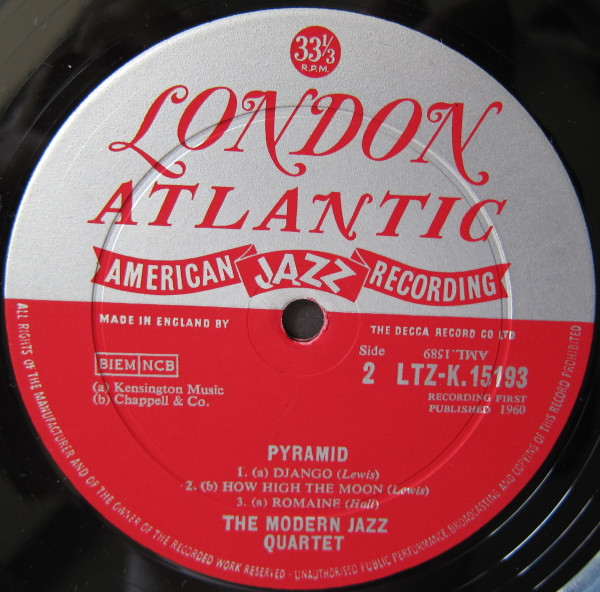 33⅓
R.P.M.
LONDON
ATLANTIC
AMERICAN JAZZ RECORDING
MADE IN ENGLAND BY THE DECCA RECORD CO LTD
BIEM NCB
(a) Kensington Music
(b) Chappell & Co.
Side
2
AML.1589
LTZ-K.15193
RECORDING FIRST
PUBLISHED 1960
PYRAMID
1. (a) DJANGO (Lewis)
2. (b) HOW HIGH THE MOON (Lewis)
3. (a) ROMAINE (Hall)
THE MODERN JAZZ
QUARTET
ALL RIGHTS OF THE MANUFACTURER AND OF THE OWNER OF THE RECORDED WORK RESERVED - UNAUTHORISED PUBLIC PERFORMANCE, BROADCASTING AND COPYING OF THIS RECORD PROHIBITED